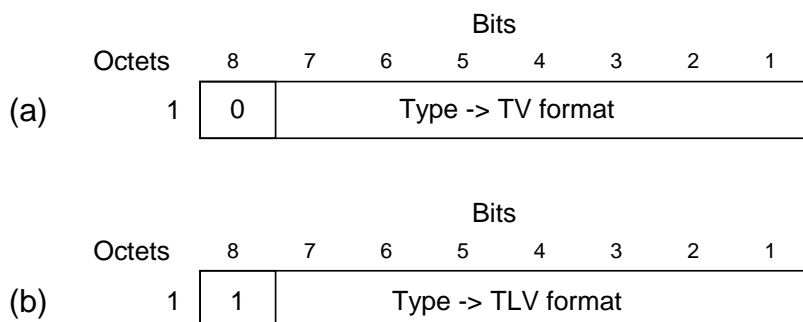 Bits
Octets 8 7 6 5 4 3 2 1
(a) 1 0 Type -> TV format
Bits
Octets 8 7 6 5 4 3 2 1
(b) 1 1 Type -> TLV format